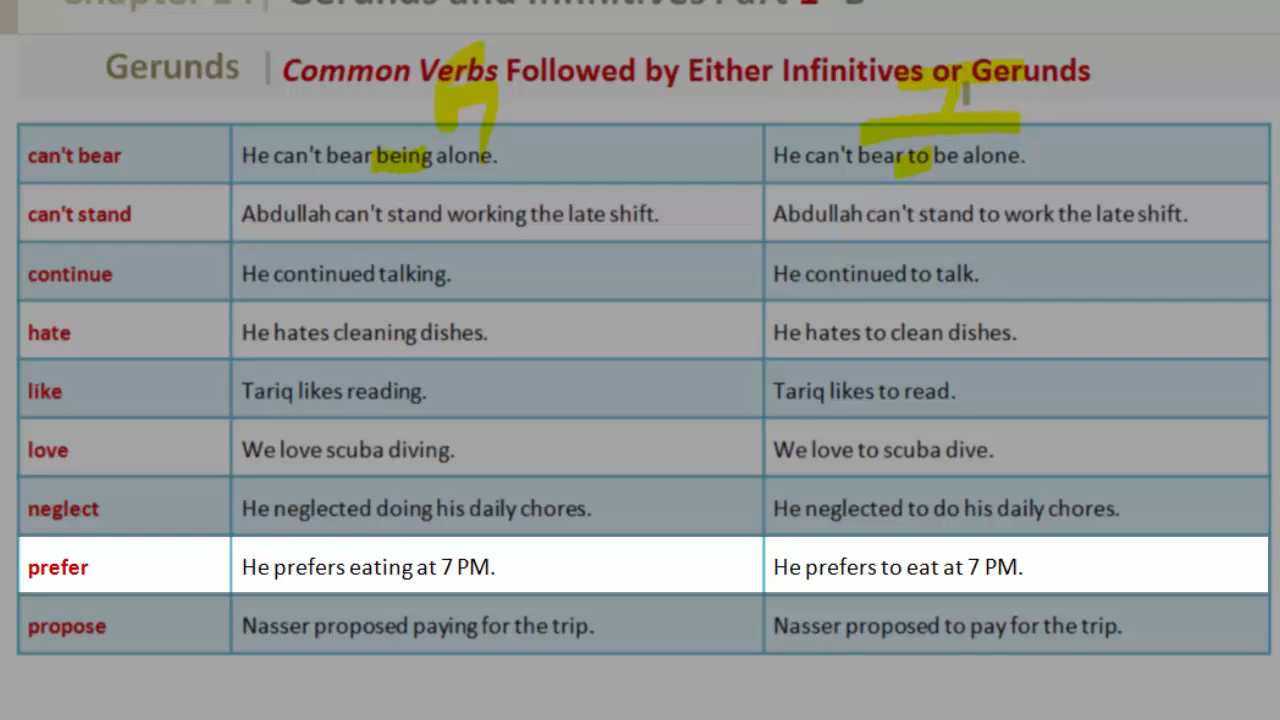 Gerunds Common Verbs Followed by Either Infinitives or Gerunds
can't bear He can't bear being alone. He can't bear to be alone.
can't stand Abdullah can't stand working the late shift. Abdullah can't stand to work the late shift.
continue He continued talking. He continued to talk.
hate He hates cleaning dishes. He hates to clean dishes.
like Tariq likes reading. Tariq likes to read.
love We love scuba diving. We love to scuba dive.
neglect He neglected doing his daily chores. He neglected to do his daily chores.
prefer He prefers eating at 7 PM. He prefers to eat at 7 PM.
propose Nasser proposed paying for the trip. Nasser proposed to pay for the trip.